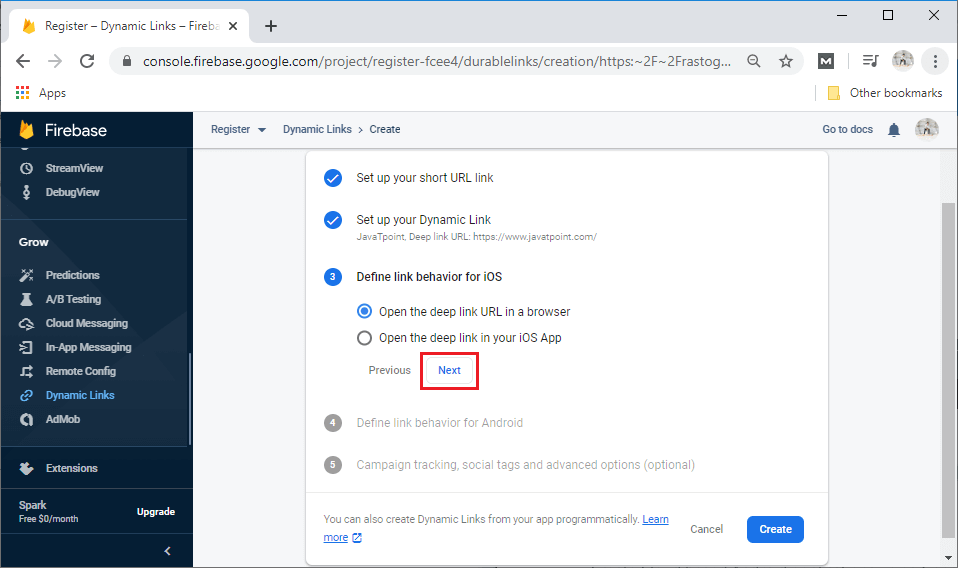 Register – Dynamic Links – Fireba
console.firebase.google.com/project/register-fcee4/durablelinks/creation/https:~2F~2Frastog...
M
Apps
Other bookmarks
Firebase
Register
Dynamic Links > Create
Go to docs
StreamView
DebugView
Grow
Predictions
A/B Testing
Cloud Messaging
In-App Messaging
Remote Config
Dynamic Links
AdMob
Extensions
Spark
Free $0/month
Upgrade
<
Set up your short URL link
Set up your Dynamic Link
JavaTpoint, Deep link URL: https://www.javatpoint.com/
3 Define link behavior for iOS
Open the deep link URL in a browser
Open the deep link in your iOS App
Previous Next
4 Define link behavior for Android
5 Campaign tracking, social tags and advanced options (optional)
You can also create Dynamic Links from your app programmatically. Learn
more
Cancel Create